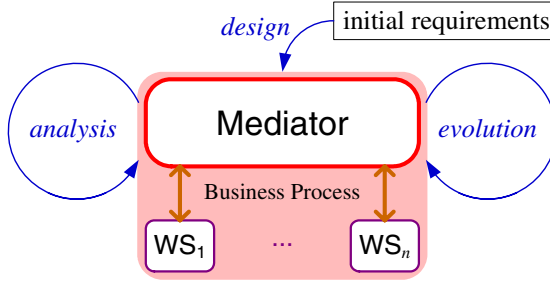 design
initial requirements
analysis
Mediator
evolution
Business Process
WS₁
...
WSₙ